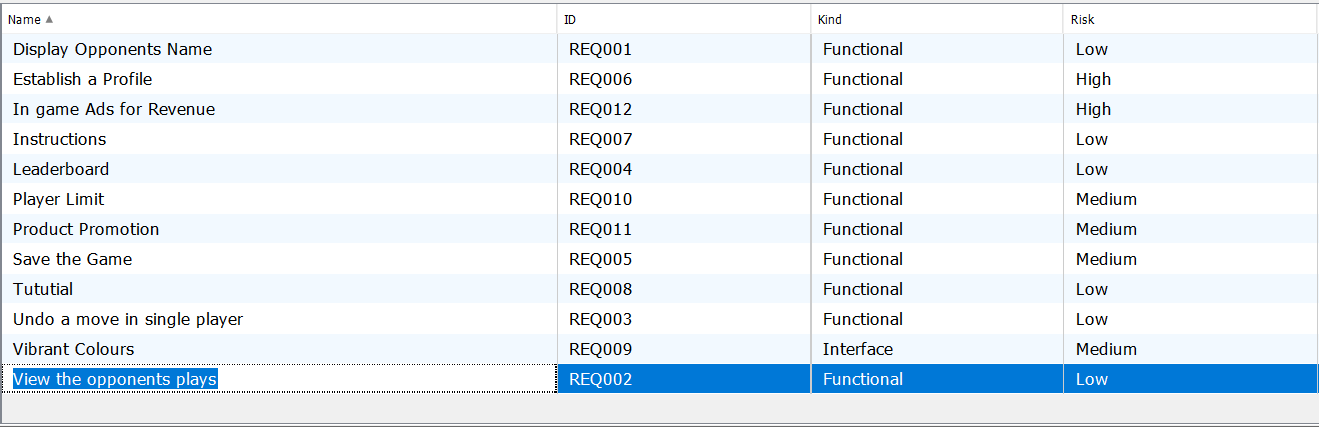 Name ID Kind Risk
Display Opponents Name REQ001 Functional Low
Establish a Profile REQ006 Functional High
In game Ads for Revenue REQ012 Functional High
Instructions REQ007 Functional Low
Leaderboard REQ004 Functional Low
Player Limit REQ010 Functional Medium
Product Promotion REQ011 Functional Medium
Save the Game REQ005 Functional Medium
Tututial REQ008 Functional Low
Undo a move in single player REQ003 Functional Low
Vibrant Colours REQ009 Interface Medium
View the opponents plays REQ002 Functional Low